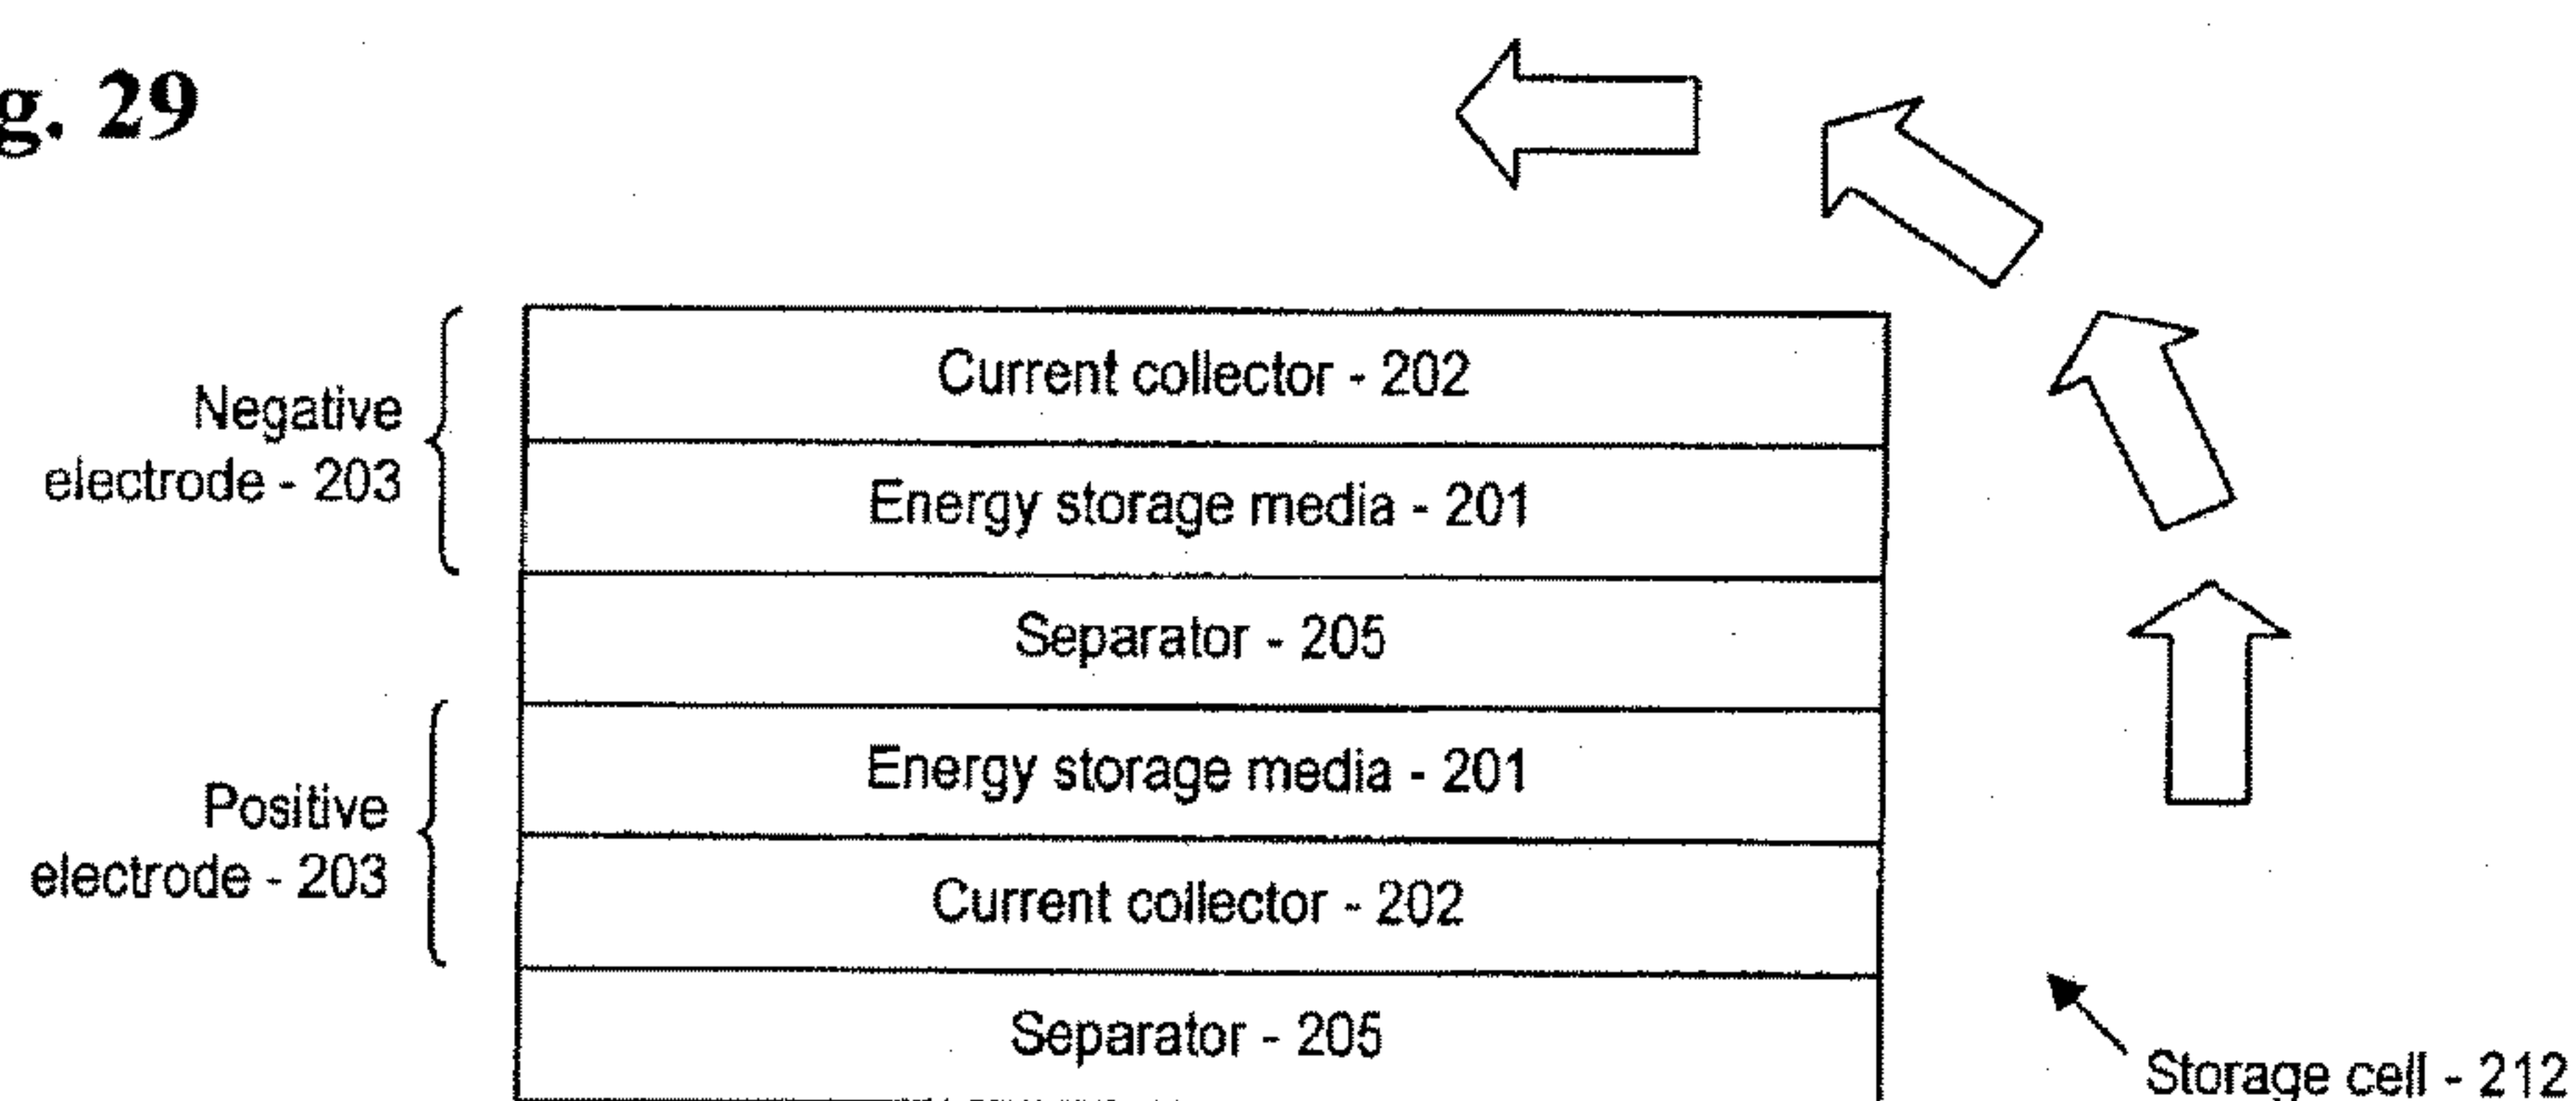 g. 29
Current collector - 202
Negative
electrode - 203
Energy storage media - 201
Separator - 205
Energy storage media - 201
Positive
electrode - 203
Current collector - 202
Separator - 205
Storage cell - 212